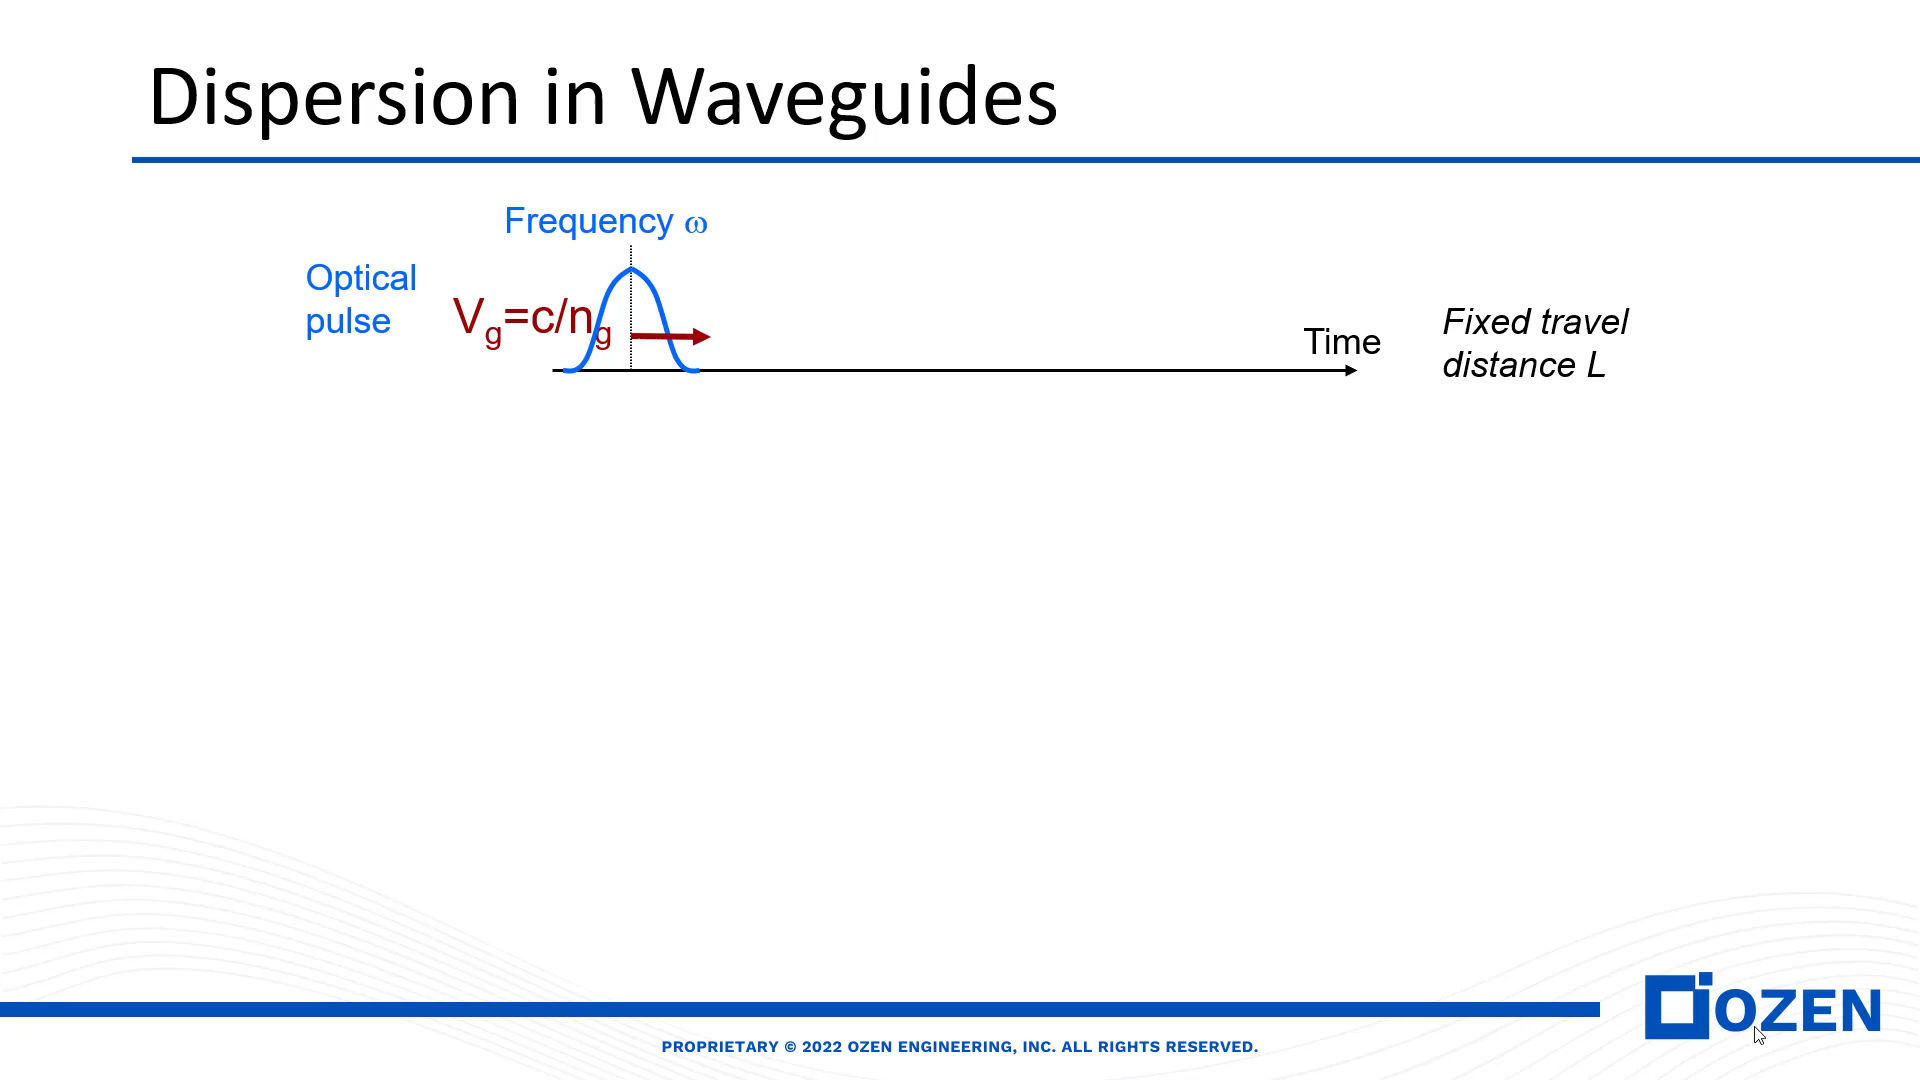 Dispersion in Waveguides
Frequency ω
Optical
pulse
Vg=c/ng
Time
Fixed travel
distance L
OZEN
PROPRIETARY © 2022 OZEN ENGINEERING, INC. ALL RIGHTS RESERVED.